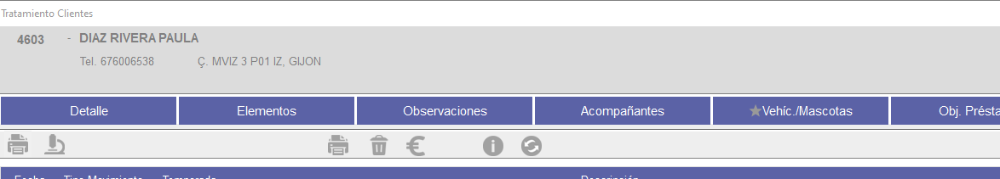 Tratamiento Clientes
4603 - DIAZ RIVERA PAULA
Tel. 676006538 Ç. MVIZ 3 P01 IZ, GIJON
Detalle Elementos Observaciones Acompañantes Vehíc./Mascotas Obj. Présta
Fecha Tipo Movimiento Temporada Descripción